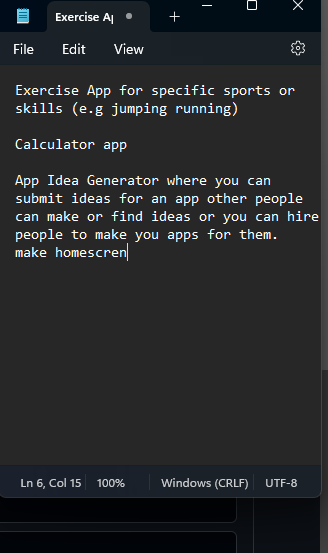 Exercise Ap
File Edit View
Exercise App for specific sports or
skills (e.g jumping running)
Calculator app
App Idea Generator where you can
submit ideas for an app other people
can make or find ideas or you can hire
people to make you apps for them.
make homescren
Ln 6, Col 15 100% Windows (CRLF) UTF-8